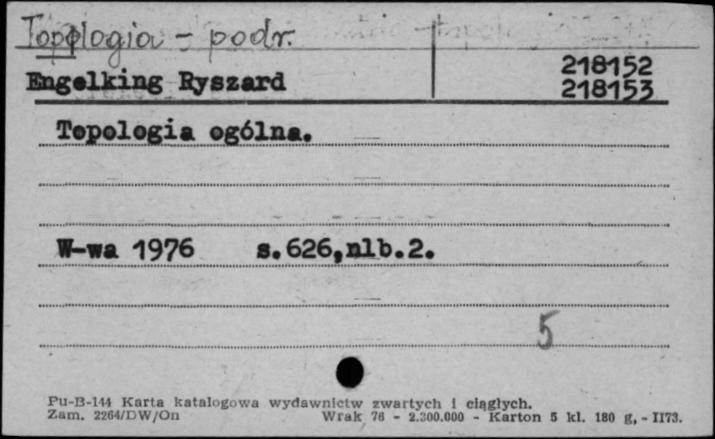 Topologia - podr.
218152
Engelking Ryszard 218153
Topologia ogólna.
W-wa 1976 s.626,nlb.2.
5
Pu-B-144 Karta katalogowa wydawnictw zwartych i ciągłych.
Zam. 2264/DW/On Wrak 76 - 2.300.000 - Karton 5 kl. 180 g, - II73.